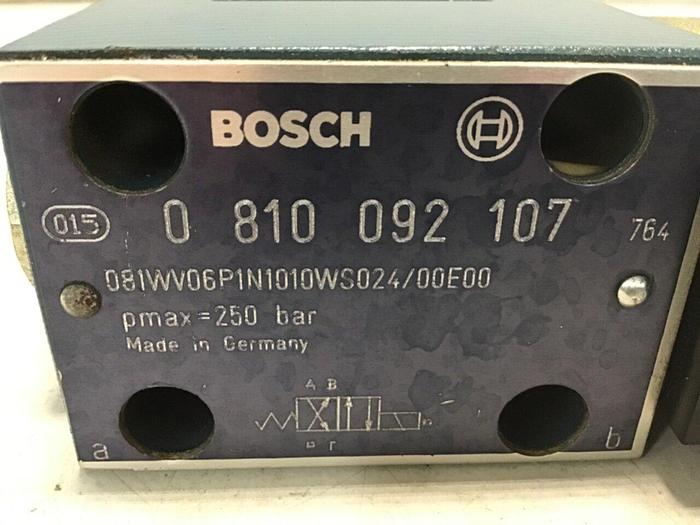 BOSCH
015 0 810 092 107 764
081WV06P1N1010WS024/00E00
pmax=250 bar
Made in Germany
A B
a b